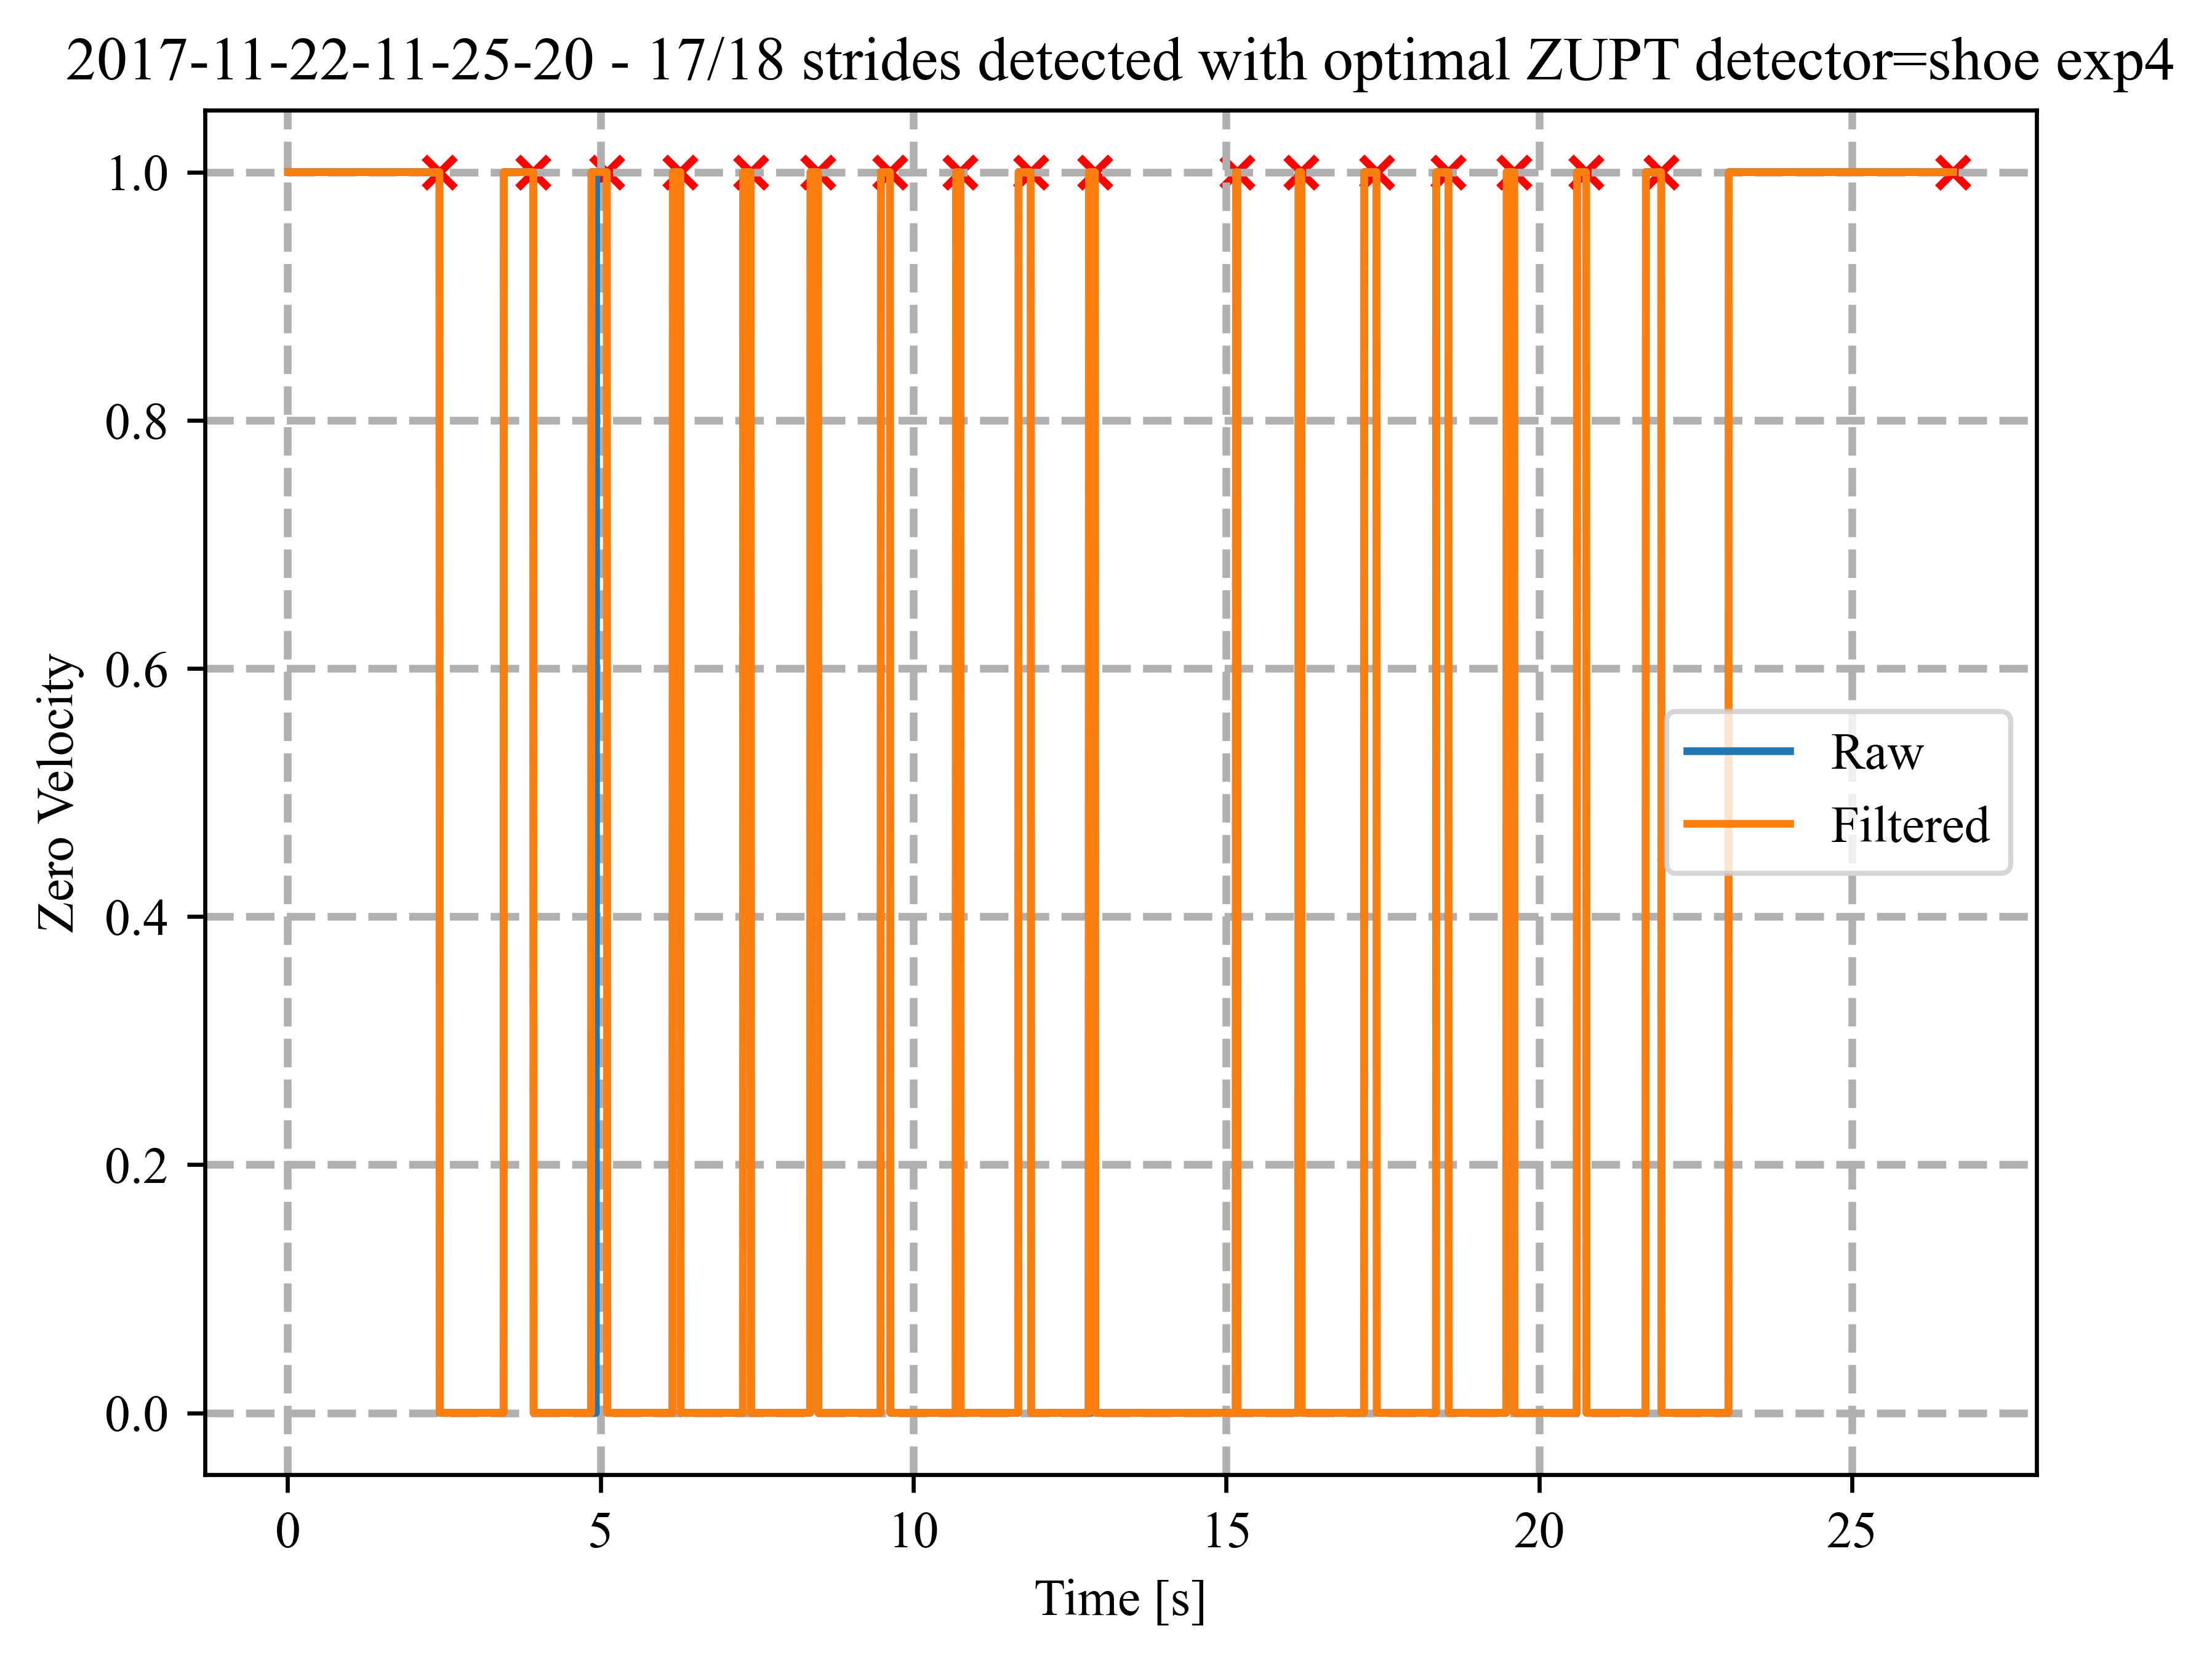 2017-11-22-11-25-20 - 17/18 strides detected with optimal ZUPT detector=shoe exp4
1.0
0.8
0.6
0.4
0.2
0.0
Zero Velocity
Raw
Filtered
0 5 10 15 20 25
Time [s]